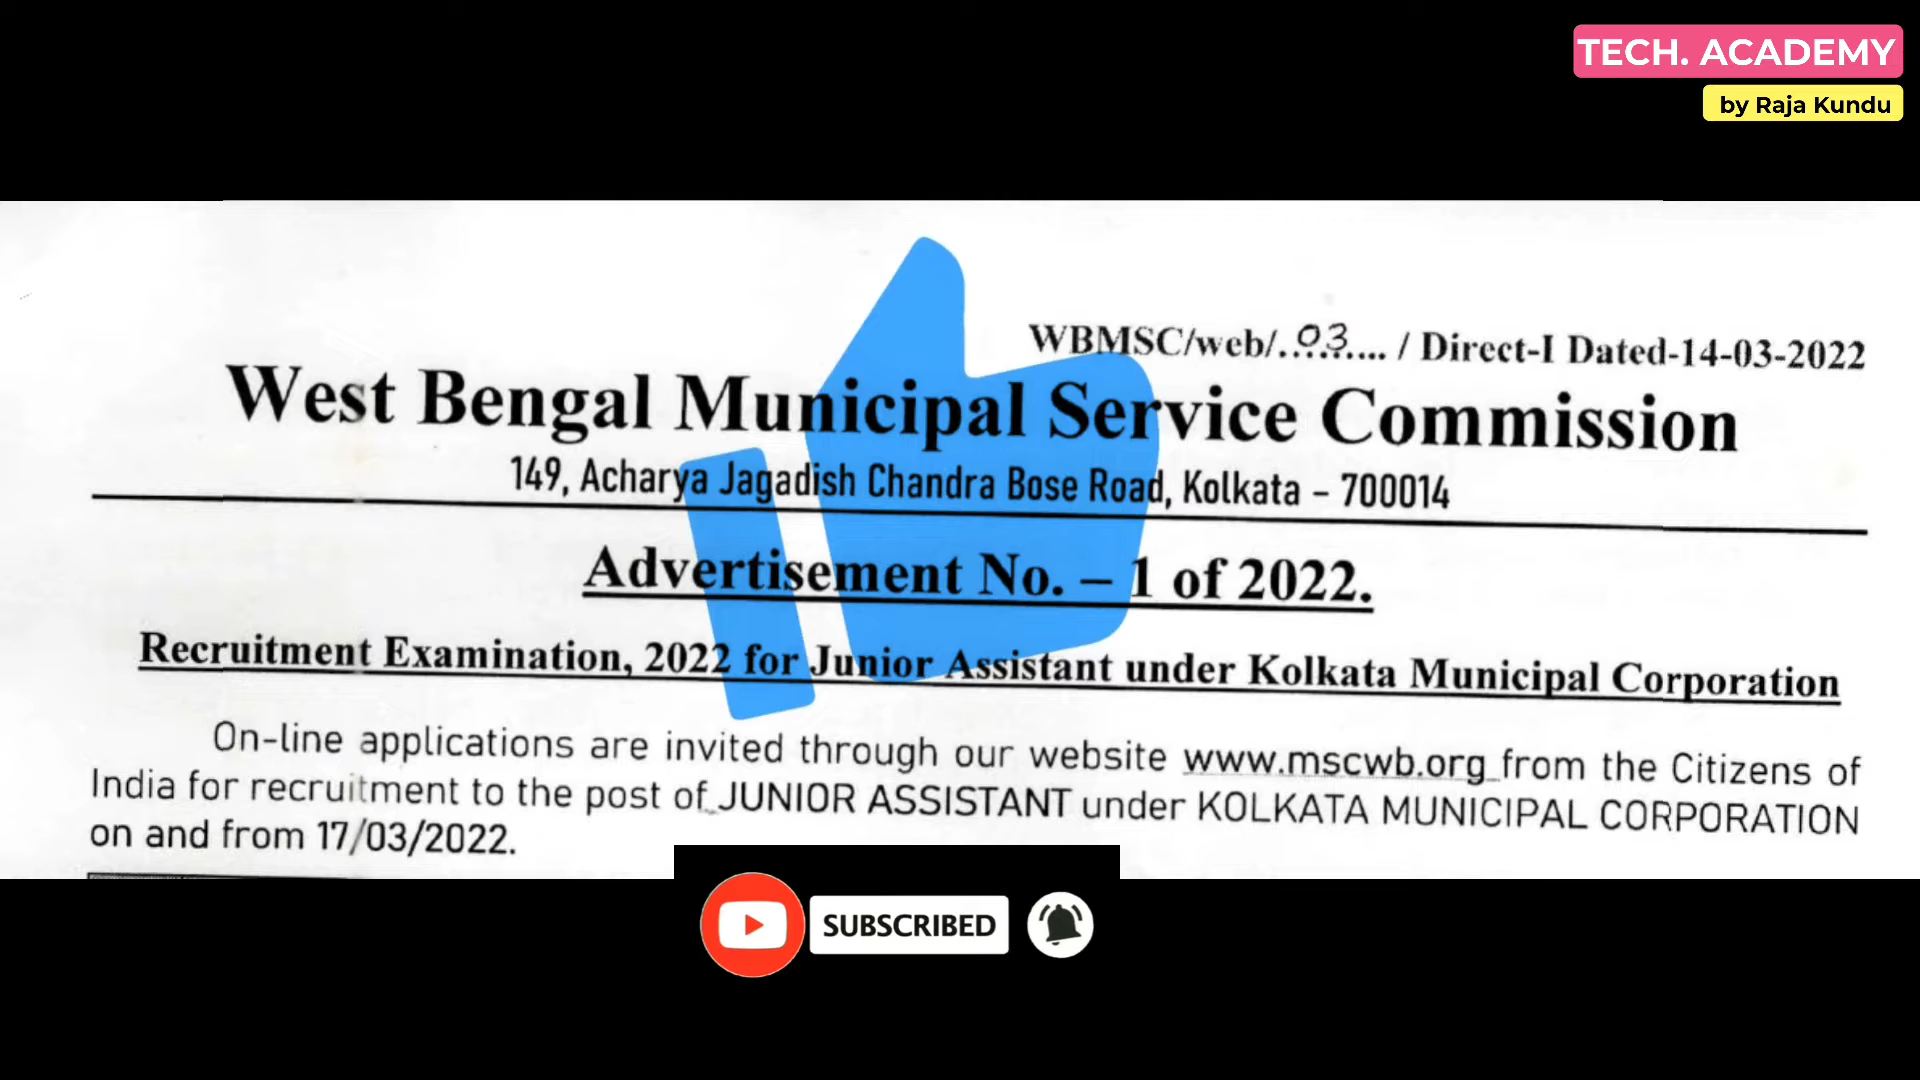 TECH. ACADEMY
by Raja Kundu
WBMSC/web/...03..... / Direct-I Dated-14-03-2022
West Bengal Municipal Service Commission
149, Acharya Jagadish Chandra Bose Road, Kolkata – 700014
Advertisement No. – 1 of 2022.
Recruitment Examination, 2022 for Junior Assistant under Kolkata Municipal Corporation
On-line applications are invited through our website www.mscwb.org from the Citizens of
India for recruitment to the post of JUNIOR ASSISTANT under KOLKATA MUNICIPAL CORPORATION
on and from 17/03/2022.
SUBSCRIBED